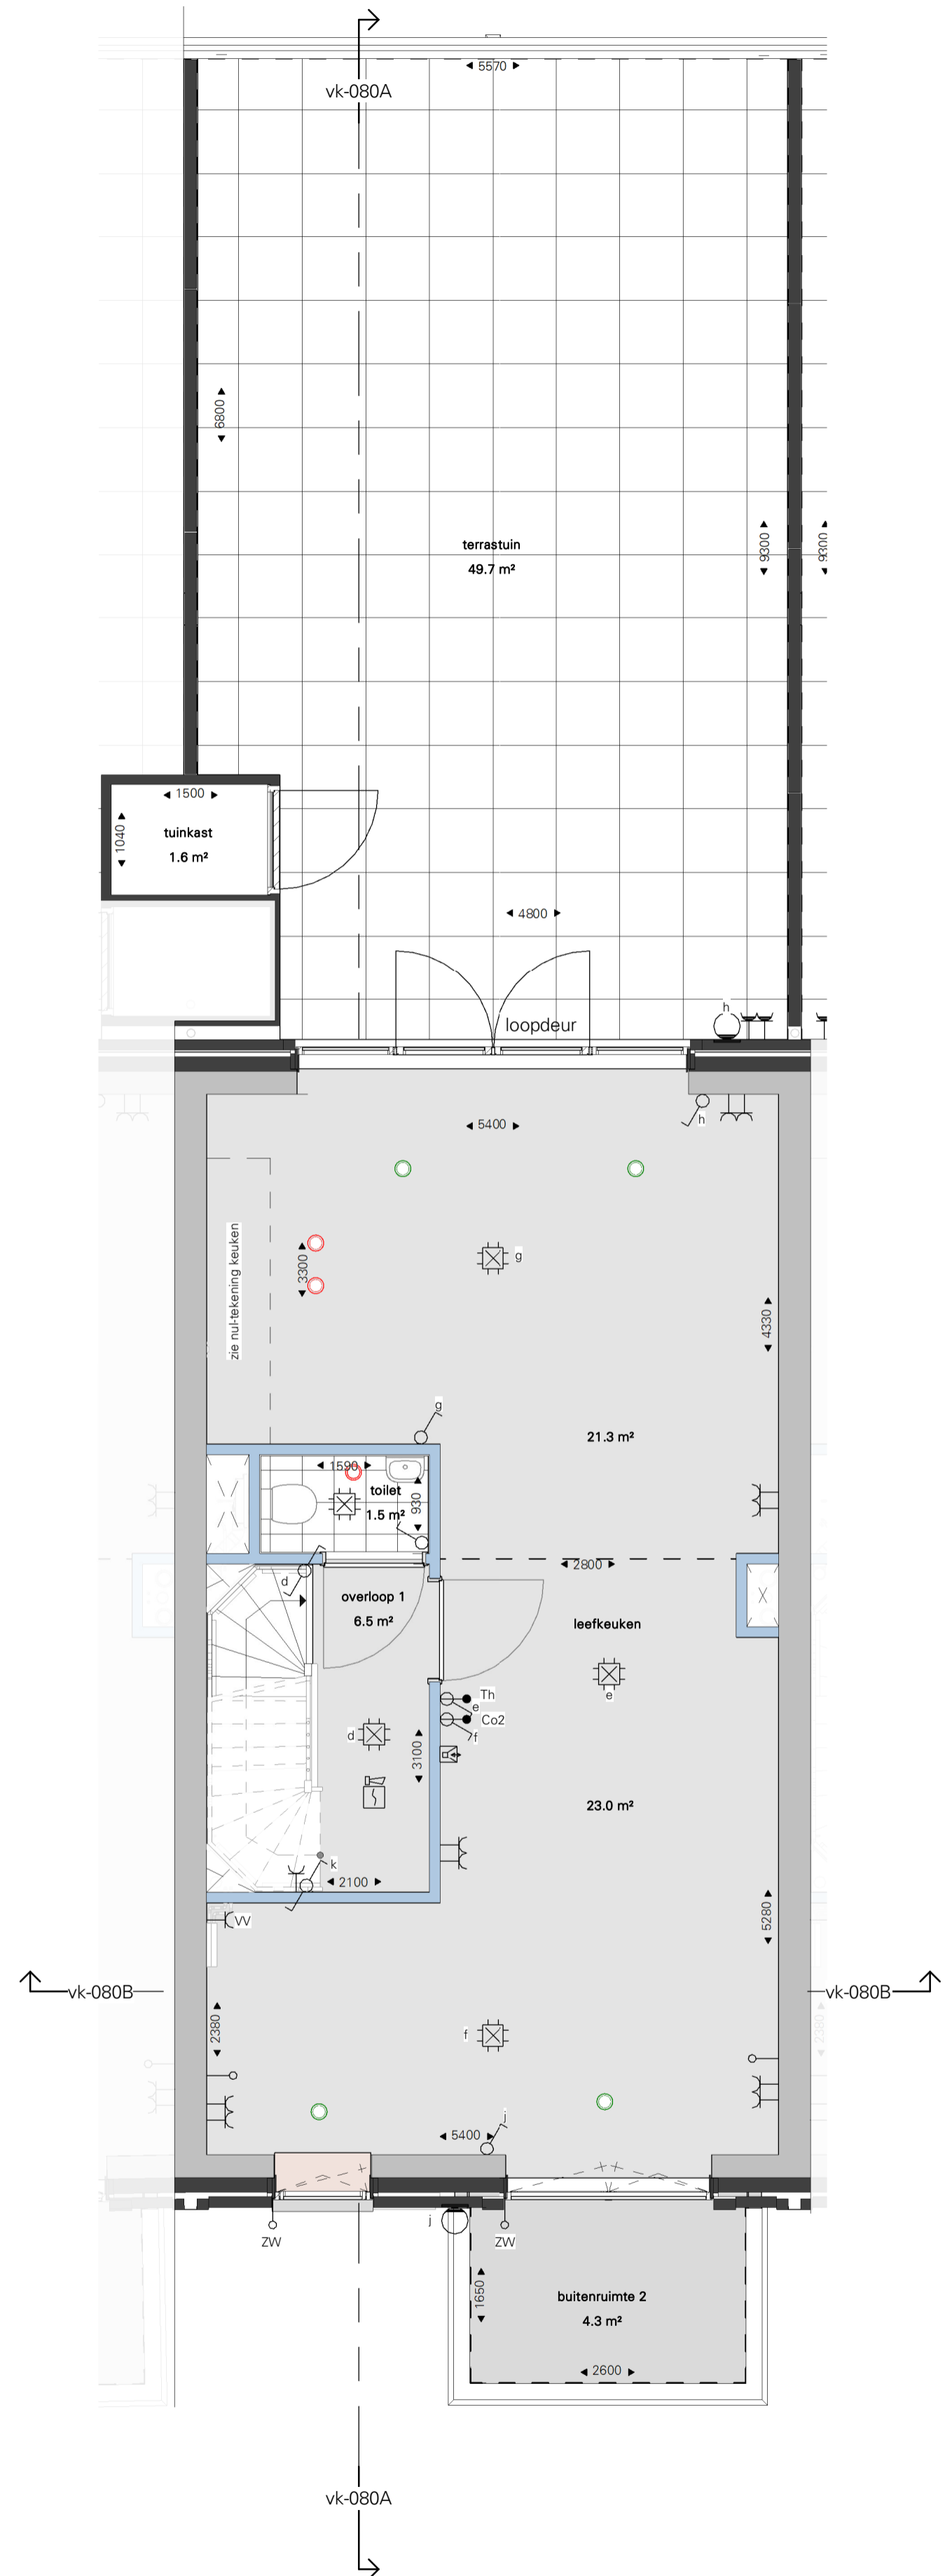 vk-080A
5570
6800
9300
9300
terrastuin
49.7 m²
1500
1040
tuinkast
1.6 m²
4800
loopdeur
h
h
5400
3300
g
zie nul-tekening keuken
4330
g
21.3 m²
1590
toilet
1.5 m²
930
2800
d
overloop 1
6.5 m²
leefkeuken
e
Th
e
Co2
f
d
3100
23.0 m²
k
2100
VV
5280
vk-080B
vk-080B
2380
2380
f
5400
j
j
ZW
ZW
1650
buitenruimte 2
4.3 m²
2600
vk-080A